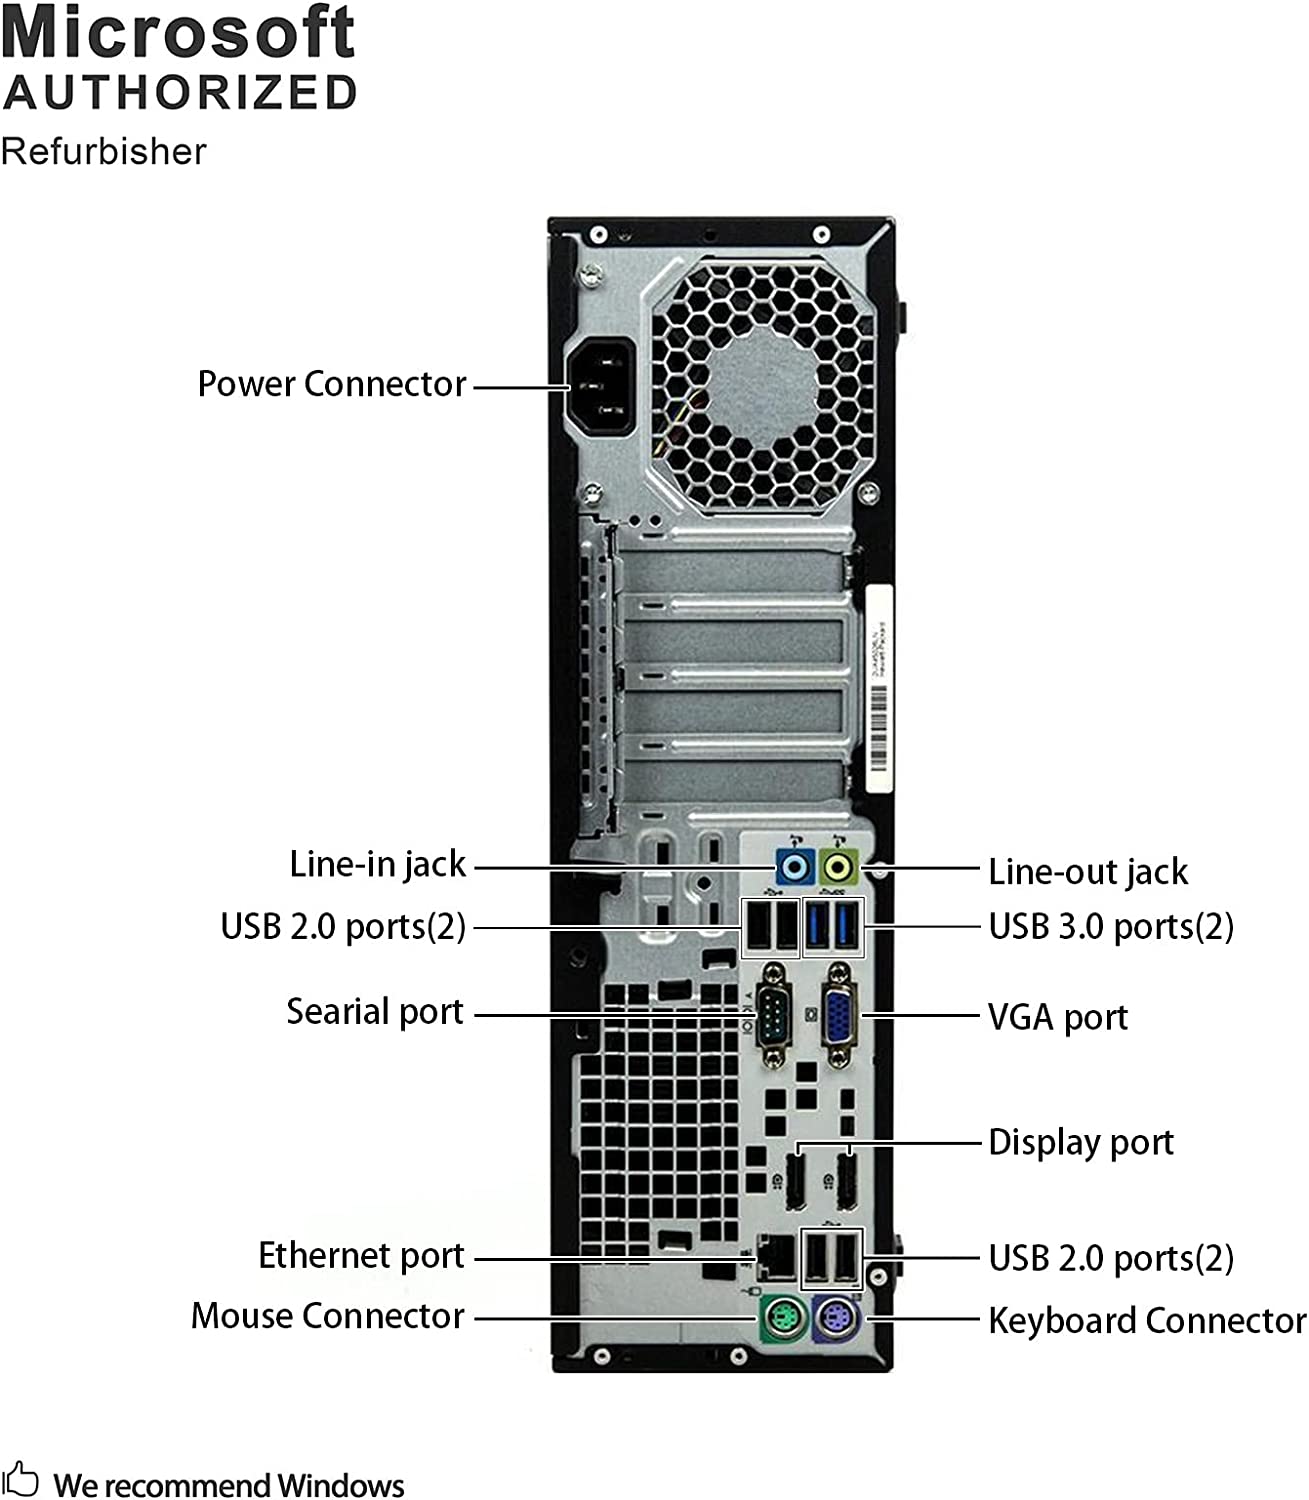 Microsoft
AUTHORIZED
Refurbisher
Power Connector
Line-in jack
Line-out jack
USB 2.0 ports(2)
USB 3.0 ports(2)
Searial port
VGA port
Display port
Ethernet port
USB 2.0 ports(2)
Mouse Connector
Keyboard Connector
Hewlett-Packard
We recommend Windows